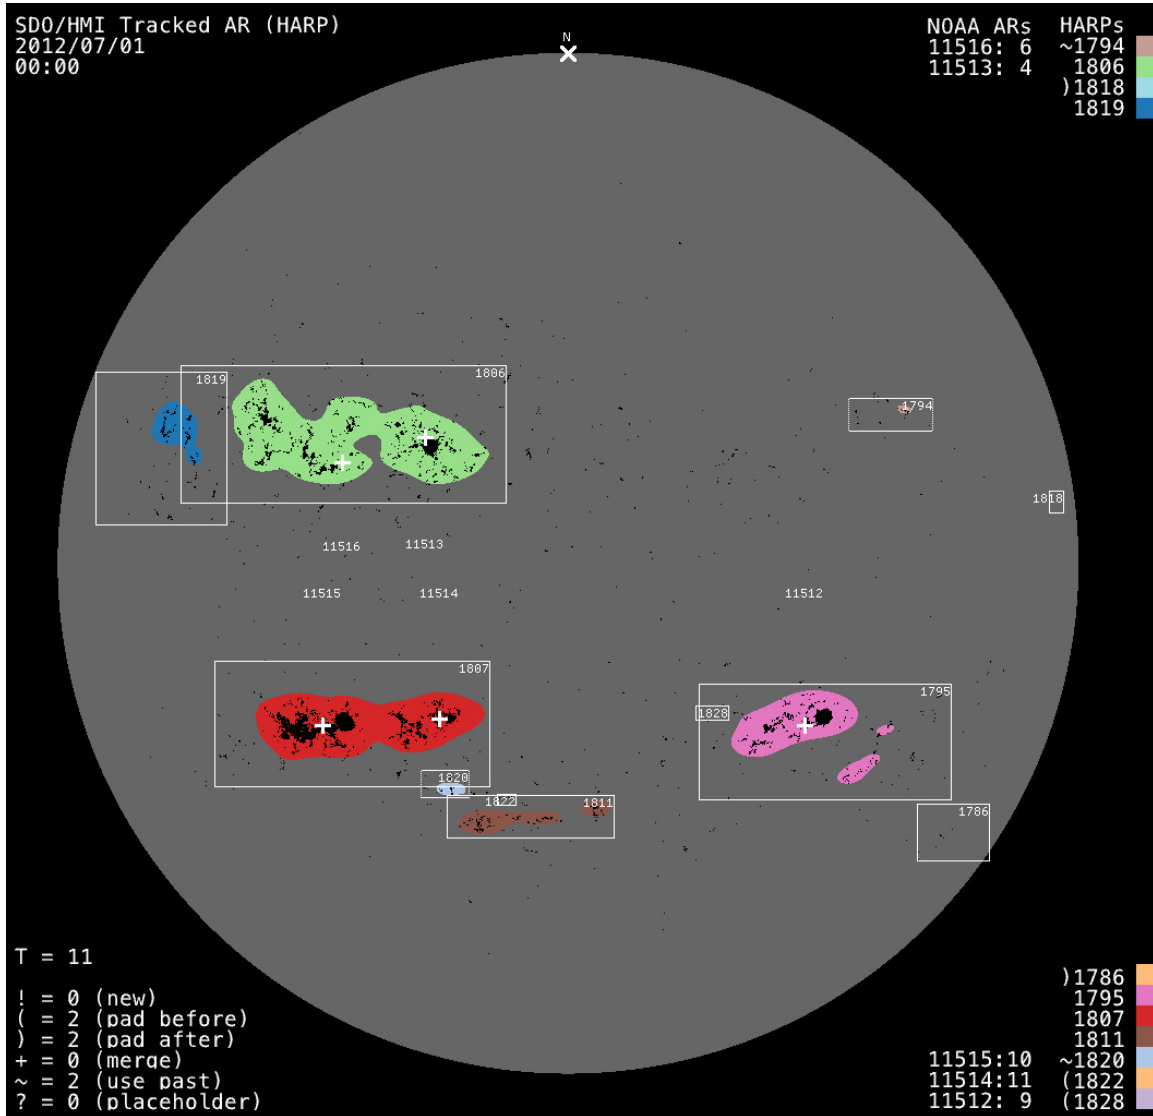 SDO/HMI Tracked AR (HARP)
2012/07/01
00:00
N
NOAA ARs HARPs
11516: 6 ~1794
11513: 4 1806
)1818
1819
1819
1806
1794
1818
11516
11513
11515
11514
11512
1807
1795
1828
1820
1822
1811
1786
T = 11
! = 0 (new)
( = 2 (pad before)
) = 2 (pad after)
+ = 0 (merge)
~ = 2 (use past)
? = 0 (placeholder)
)1786
1795
1807
1811
11515:10 ~1820
11514:11 (1822
11512: 9 (1828